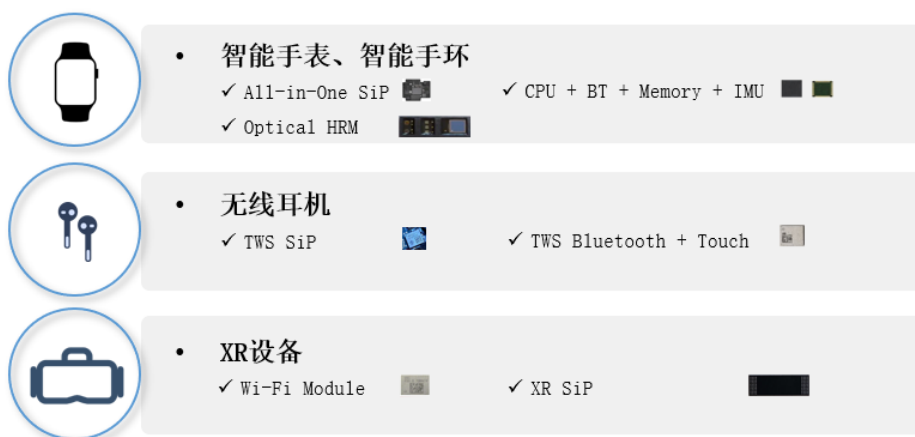 • 智能手表、智能手环
✓ All-in-One SiP ✓ CPU + BT + Memory + IMU
✓ Optical HRM
• 无线耳机
✓ TWS SiP ✓ TWS Bluetooth + Touch
• XR设备
✓ Wi-Fi Module ✓ XR SiP